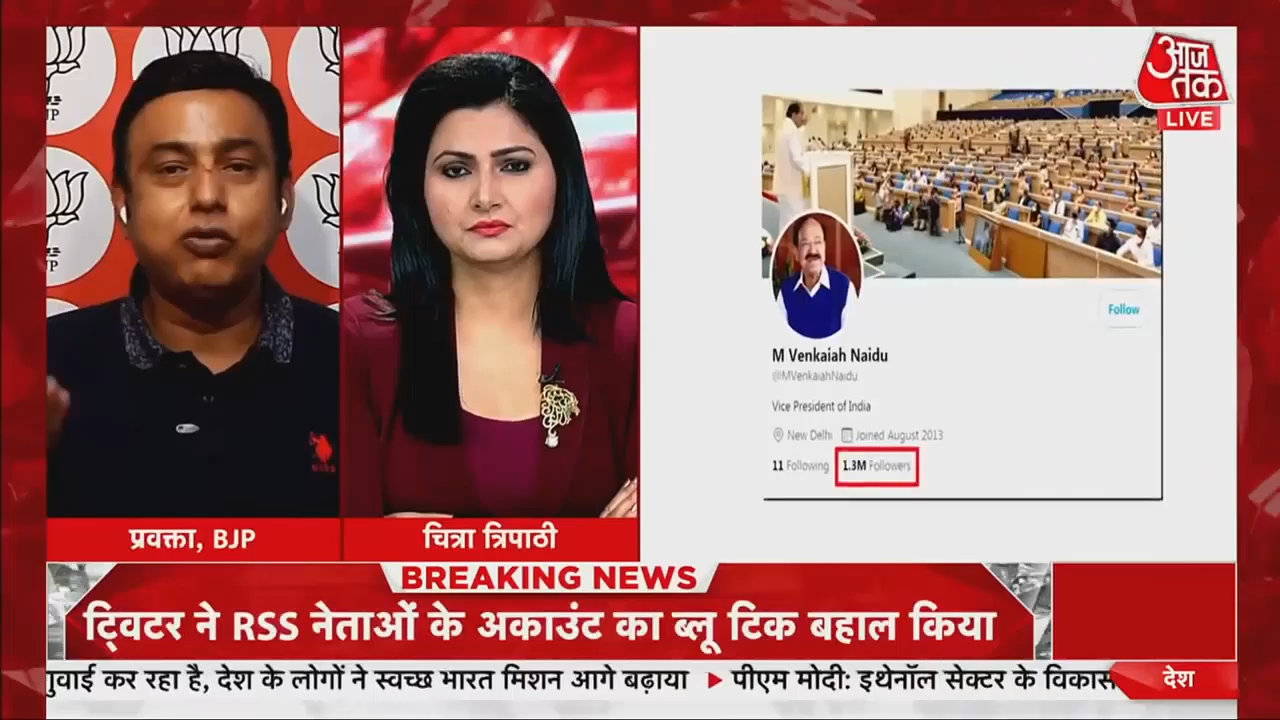 आज
तक
LIVE
Follow
M Venkaiah Naidu
@MVenkaiahNaidu
Vice President of India
New Delhi Joined August 2013
11 Following 1.3M Followers
प्रवक्ता, BJP
चित्रा त्रिपाठी
BREAKING NEWS
ट्विटर ने RSS नेताओं के अकाउंट का ब्लू टिक बहाल किया
कर रहा है, देश के लोगों ने स्वच्छ भारत मिशन आगे बढ़ाया ▶ पीएम मोदी: इथेनॉल सेक्टर के विकास
देश